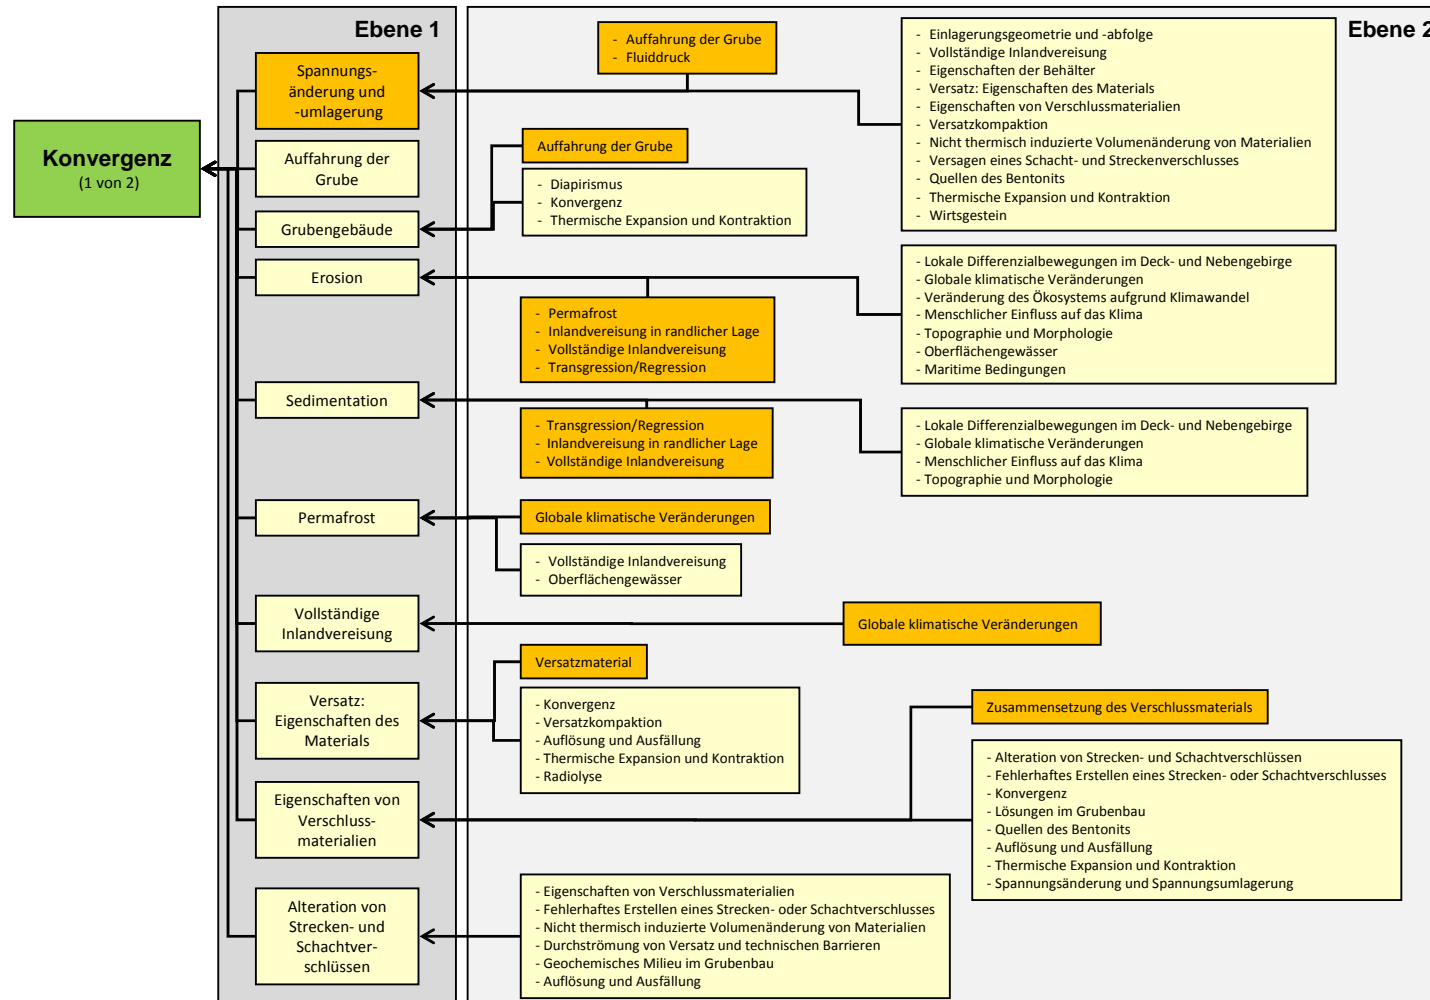 Ebene 1
Ebene 2
Konvergenz
(1 von 2)
Spannungs-
änderung und
-umlagerung
- Auffahrung der Grube
- Fluiddruck
- Einlagerungsgeometrie und -abfolge
- Vollständige Inlandvereisung
- Eigenschaften der Behälter
- Versatz: Eigenschaften des Materials
- Eigenschaften von Verschlussmaterialien
- Versatzkompaktion
- Nicht thermisch induzierte Volumenänderung von Materialien
- Versagen eines Schacht- und Streckenverschlusses
- Quellen des Bentonits
- Thermische Expansion und Kontraktion
- Wirtsgestein
Auffahrung der
Grube
Grubengebäude
Auffahrung der Grube
- Diapirismus
- Konvergenz
- Thermische Expansion und Kontraktion
Erosion
- Permafrost
- Inlandvereisung in randlicher Lage
- Vollständige Inlandvereisung
- Transgression/Regression
- Lokale Differenzialbewegungen im Deck- und Nebengebirge
- Globale klimatische Veränderungen
- Veränderung des Ökosystems aufgrund Klimawandel
- Menschlicher Einfluss auf das Klima
- Topographie und Morphologie
- Oberflächengewässer
- Maritime Bedingungen
Sedimentation
- Transgression/Regression
- Inlandvereisung in randlicher Lage
- Vollständige Inlandvereisung
- Lokale Differenzialbewegungen im Deck- und Nebengebirge
- Globale klimatische Veränderungen
- Menschlicher Einfluss auf das Klima
- Topographie und Morphologie
Permafrost
Globale klimatische Veränderungen
- Vollständige Inlandvereisung
- Oberflächengewässer
Vollständige
Inlandvereisung
Globale klimatische Veränderungen
Versatz:
Eigenschaften des
Materials
Versatzmaterial
- Konvergenz
- Versatzkompaktion
- Auflösung und Ausfällung
- Thermische Expansion und Kontraktion
- Radiolyse
Eigenschaften von
Verschluss-
materialien
Zusammensetzung des Verschlussmaterials
- Alteration von Strecken- und Schachtverschlüssen
- Fehlerhaftes Erstellen eines Strecken- oder Schachtverschlusses
- Konvergenz
- Lösungen im Grubenbau
- Quellen des Bentonits
- Auflösung und Ausfällung
- Thermische Expansion und Kontraktion
- Spannungsänderung und Spannungsumlagerung
Alteration von
Strecken- und
Schachtver-
schlüssen
- Eigenschaften von Verschlussmaterialien
- Fehlerhaftes Erstellen eines Strecken- oder Schachtverschlusses
- Nicht thermisch induzierte Volumenänderung von Materialien
- Durchströmung von Versatz und technischen Barrieren
- Geochemisches Milieu im Grubenbau
- Auflösung und Ausfällung